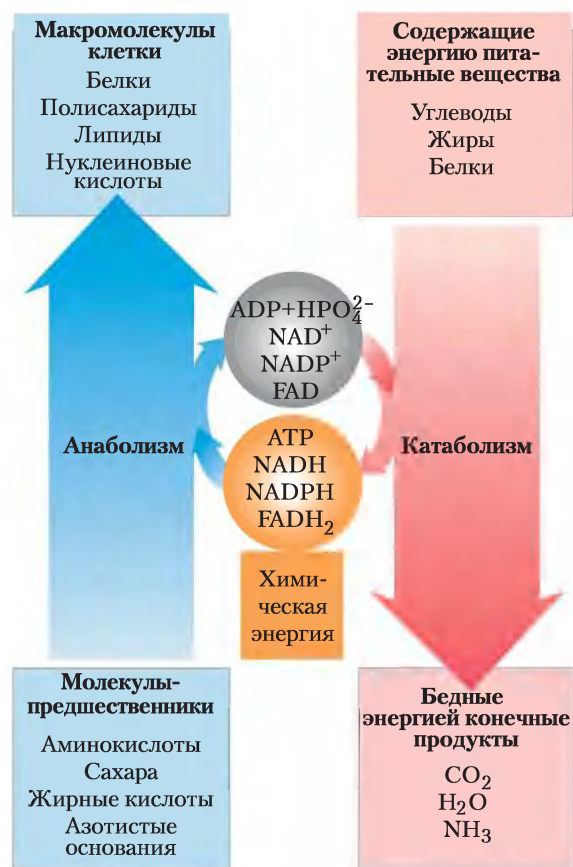 Макромолекулы
клетки
Белки
Полисахариды
Липиды
Нуклеиновые
кислоты
Содержащие
энергию пита-
тельные вещества
Углеводы
Жиры
Белки
ADP+HPO₄²⁻
NAD⁺
NADP⁺
FAD
Анаболизм
ATP
NADH
NADPH
FADH₂
Катаболизм
Хими-
ческая
энергия
Молекулы-
предшественники
Аминокислоты
Сахара
Жирные кислоты
Азотистые
основания
Бедные
энергией конечные
продукты
CO₂
H₂O
NH₃